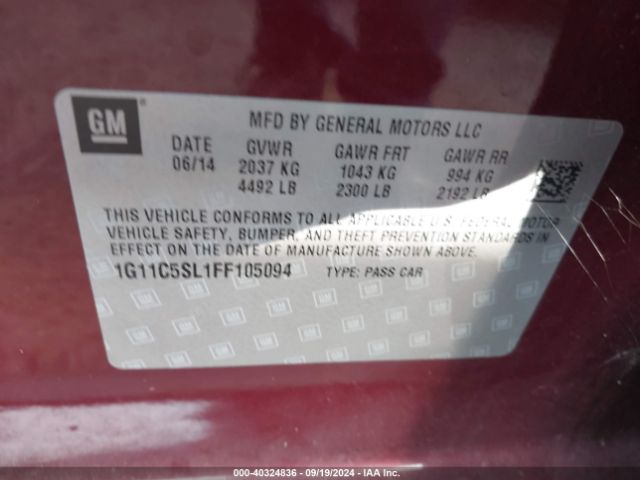 GM
MFD BY GENERAL MOTORS LLC
DATE GVWR GAWR FRT GAWR RR
06/14 2037 KG 1043 KG 994 KG
4492 LB 2300 LB 2192 LB
THIS VEHICLE CONFORMS TO ALL APPLICABLE U.S. FEDERAL MOTOR
VEHICLE SAFETY, BUMPER, AND THEFT PREVENTION STANDARDS IN
EFFECT ON THE DATE OF MANUFACTURE SHOWN ABOVE.
1G11C5SL1FF105094 TYPE: PASS CAR
000-40324836 - 09/19/2024 - IAA Inc.